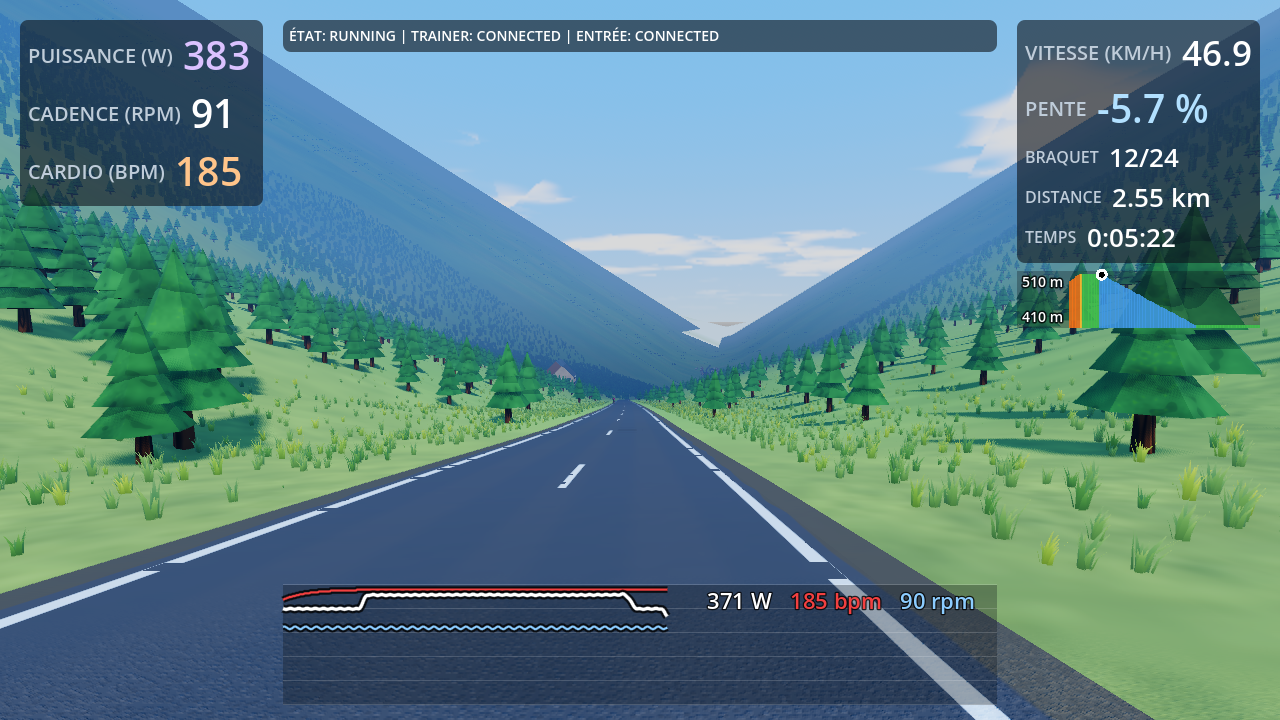 PUISSANCE (W) 383
CADENCE (RPM) 91
CARDIO (BPM) 185
ÉTAT: RUNNING | TRAINER: CONNECTED | ENTRÉE: CONNECTED
VITESSE (KM/H) 46.9
PENTE -5.7 %
BRAQUET 12/24
DISTANCE 2.55 km
TEMPS 0:05:22
510 m
410 m
371 W 185 bpm 90 rpm